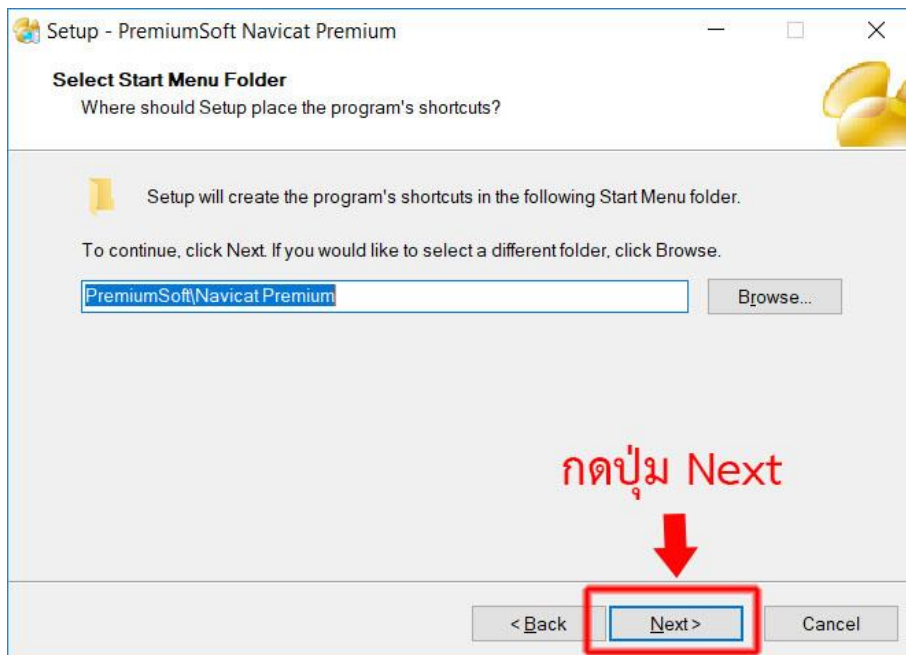 Setup - PremiumSoft Navicat Premium
Select Start Menu Folder
Where should Setup place the program's shortcuts?
Setup will create the program's shortcuts in the following Start Menu folder.
To continue, click Next. If you would like to select a different folder, click Browse.
PremiumSoft\Navicat Premium
Browse...
กดปุ่ม Next
< Back
Next >
Cancel